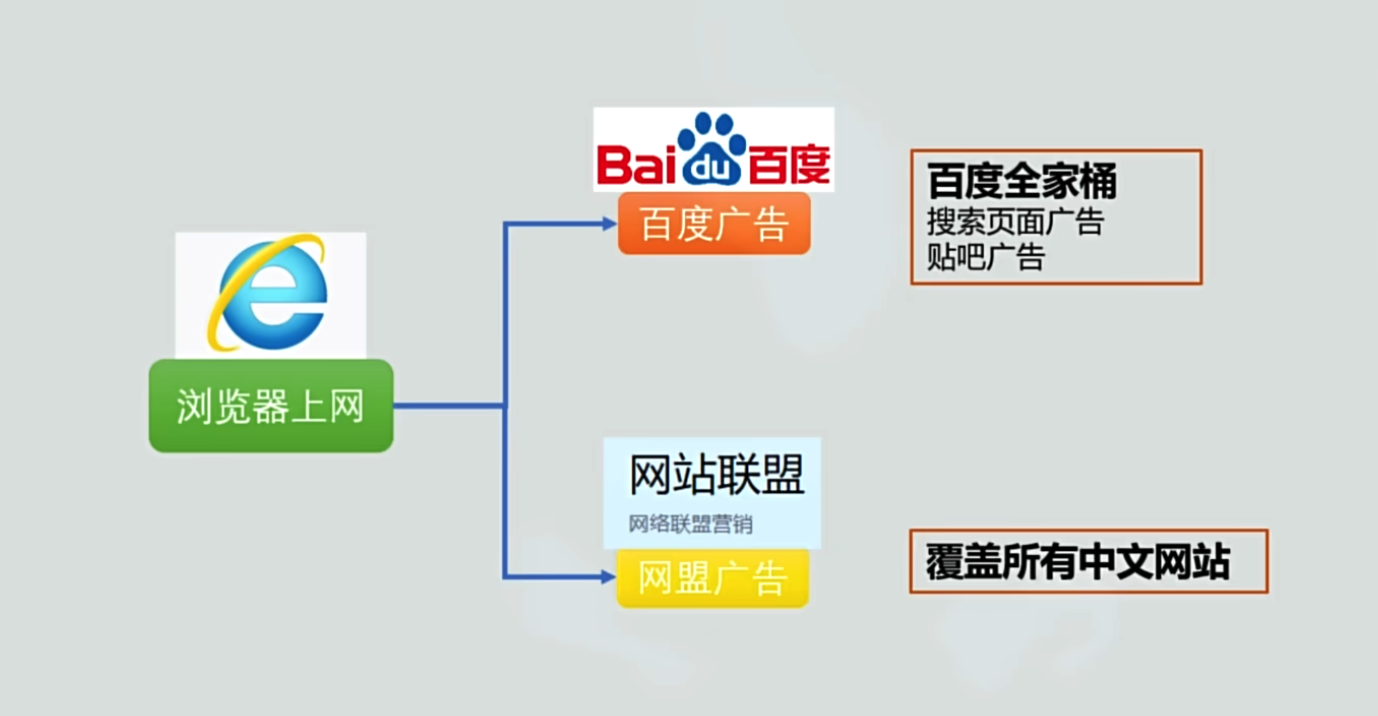 Baidu百度
百度广告
百度全家桶
搜索页面广告
贴吧广告
浏览器上网
网站联盟
网络联盟营销
网盟广告
覆盖所有中文网站